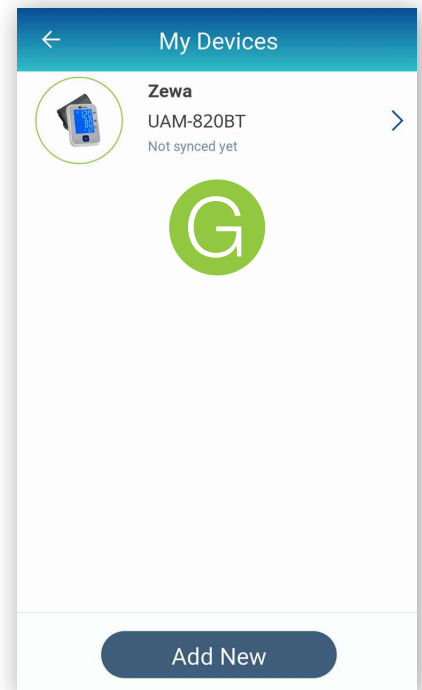 My Devices
Zewa
UAM-820BT
Not synced yet
G
Add New